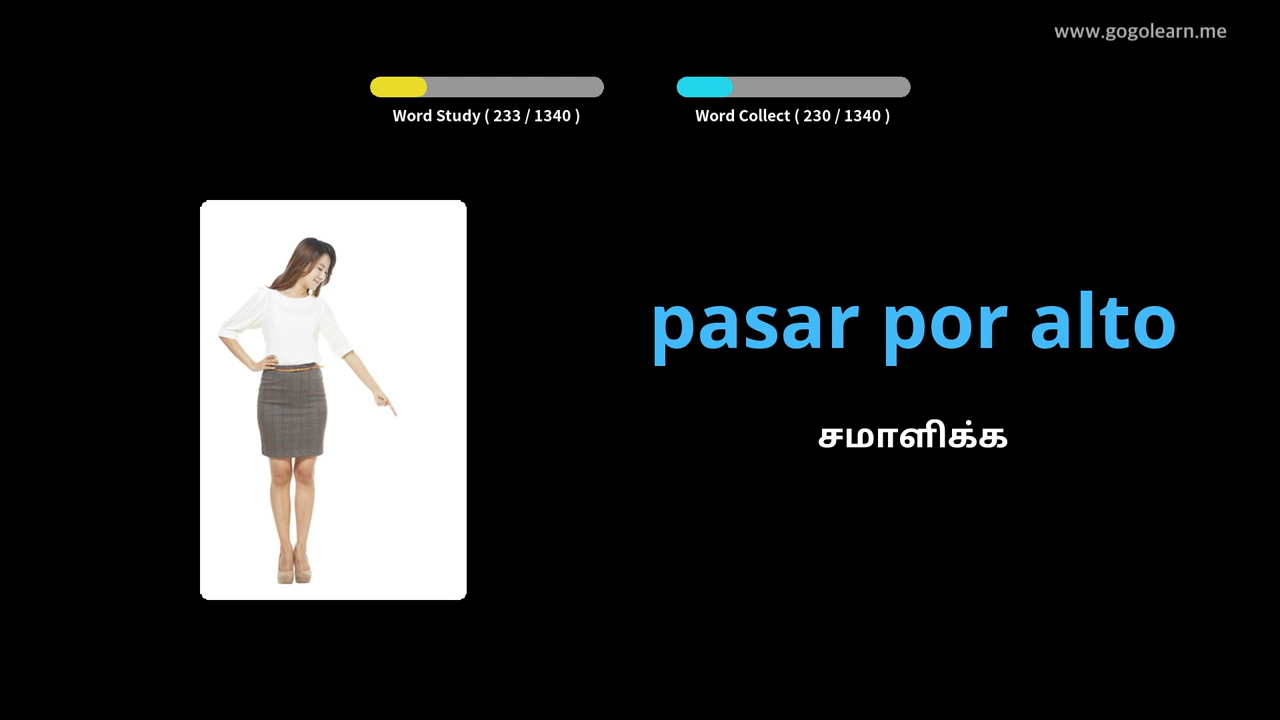 www.gogolearn.me
Word Study ( 233 / 1340 )
Word Collect ( 230 / 1340 )
pasar por alto
சமாளிக்க